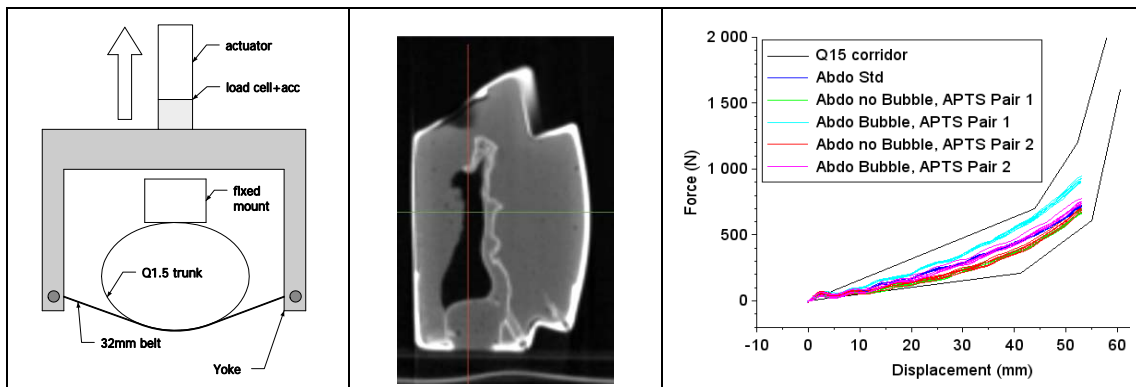 actuator
load cell+acc
fixed
mount
Q1.5 trunk
32mm belt
Yoke
2 000
1 500
1 000
500
0
Force (N)
Q15 corridor
Abdo Std
Abdo no Bubble, APTS Pair 1
Abdo Bubble, APTS Pair 1
Abdo no Bubble, APTS Pair 2
Abdo Bubble, APTS Pair 2
-10 0 10 20 30 40 50 60
Displacement (mm)